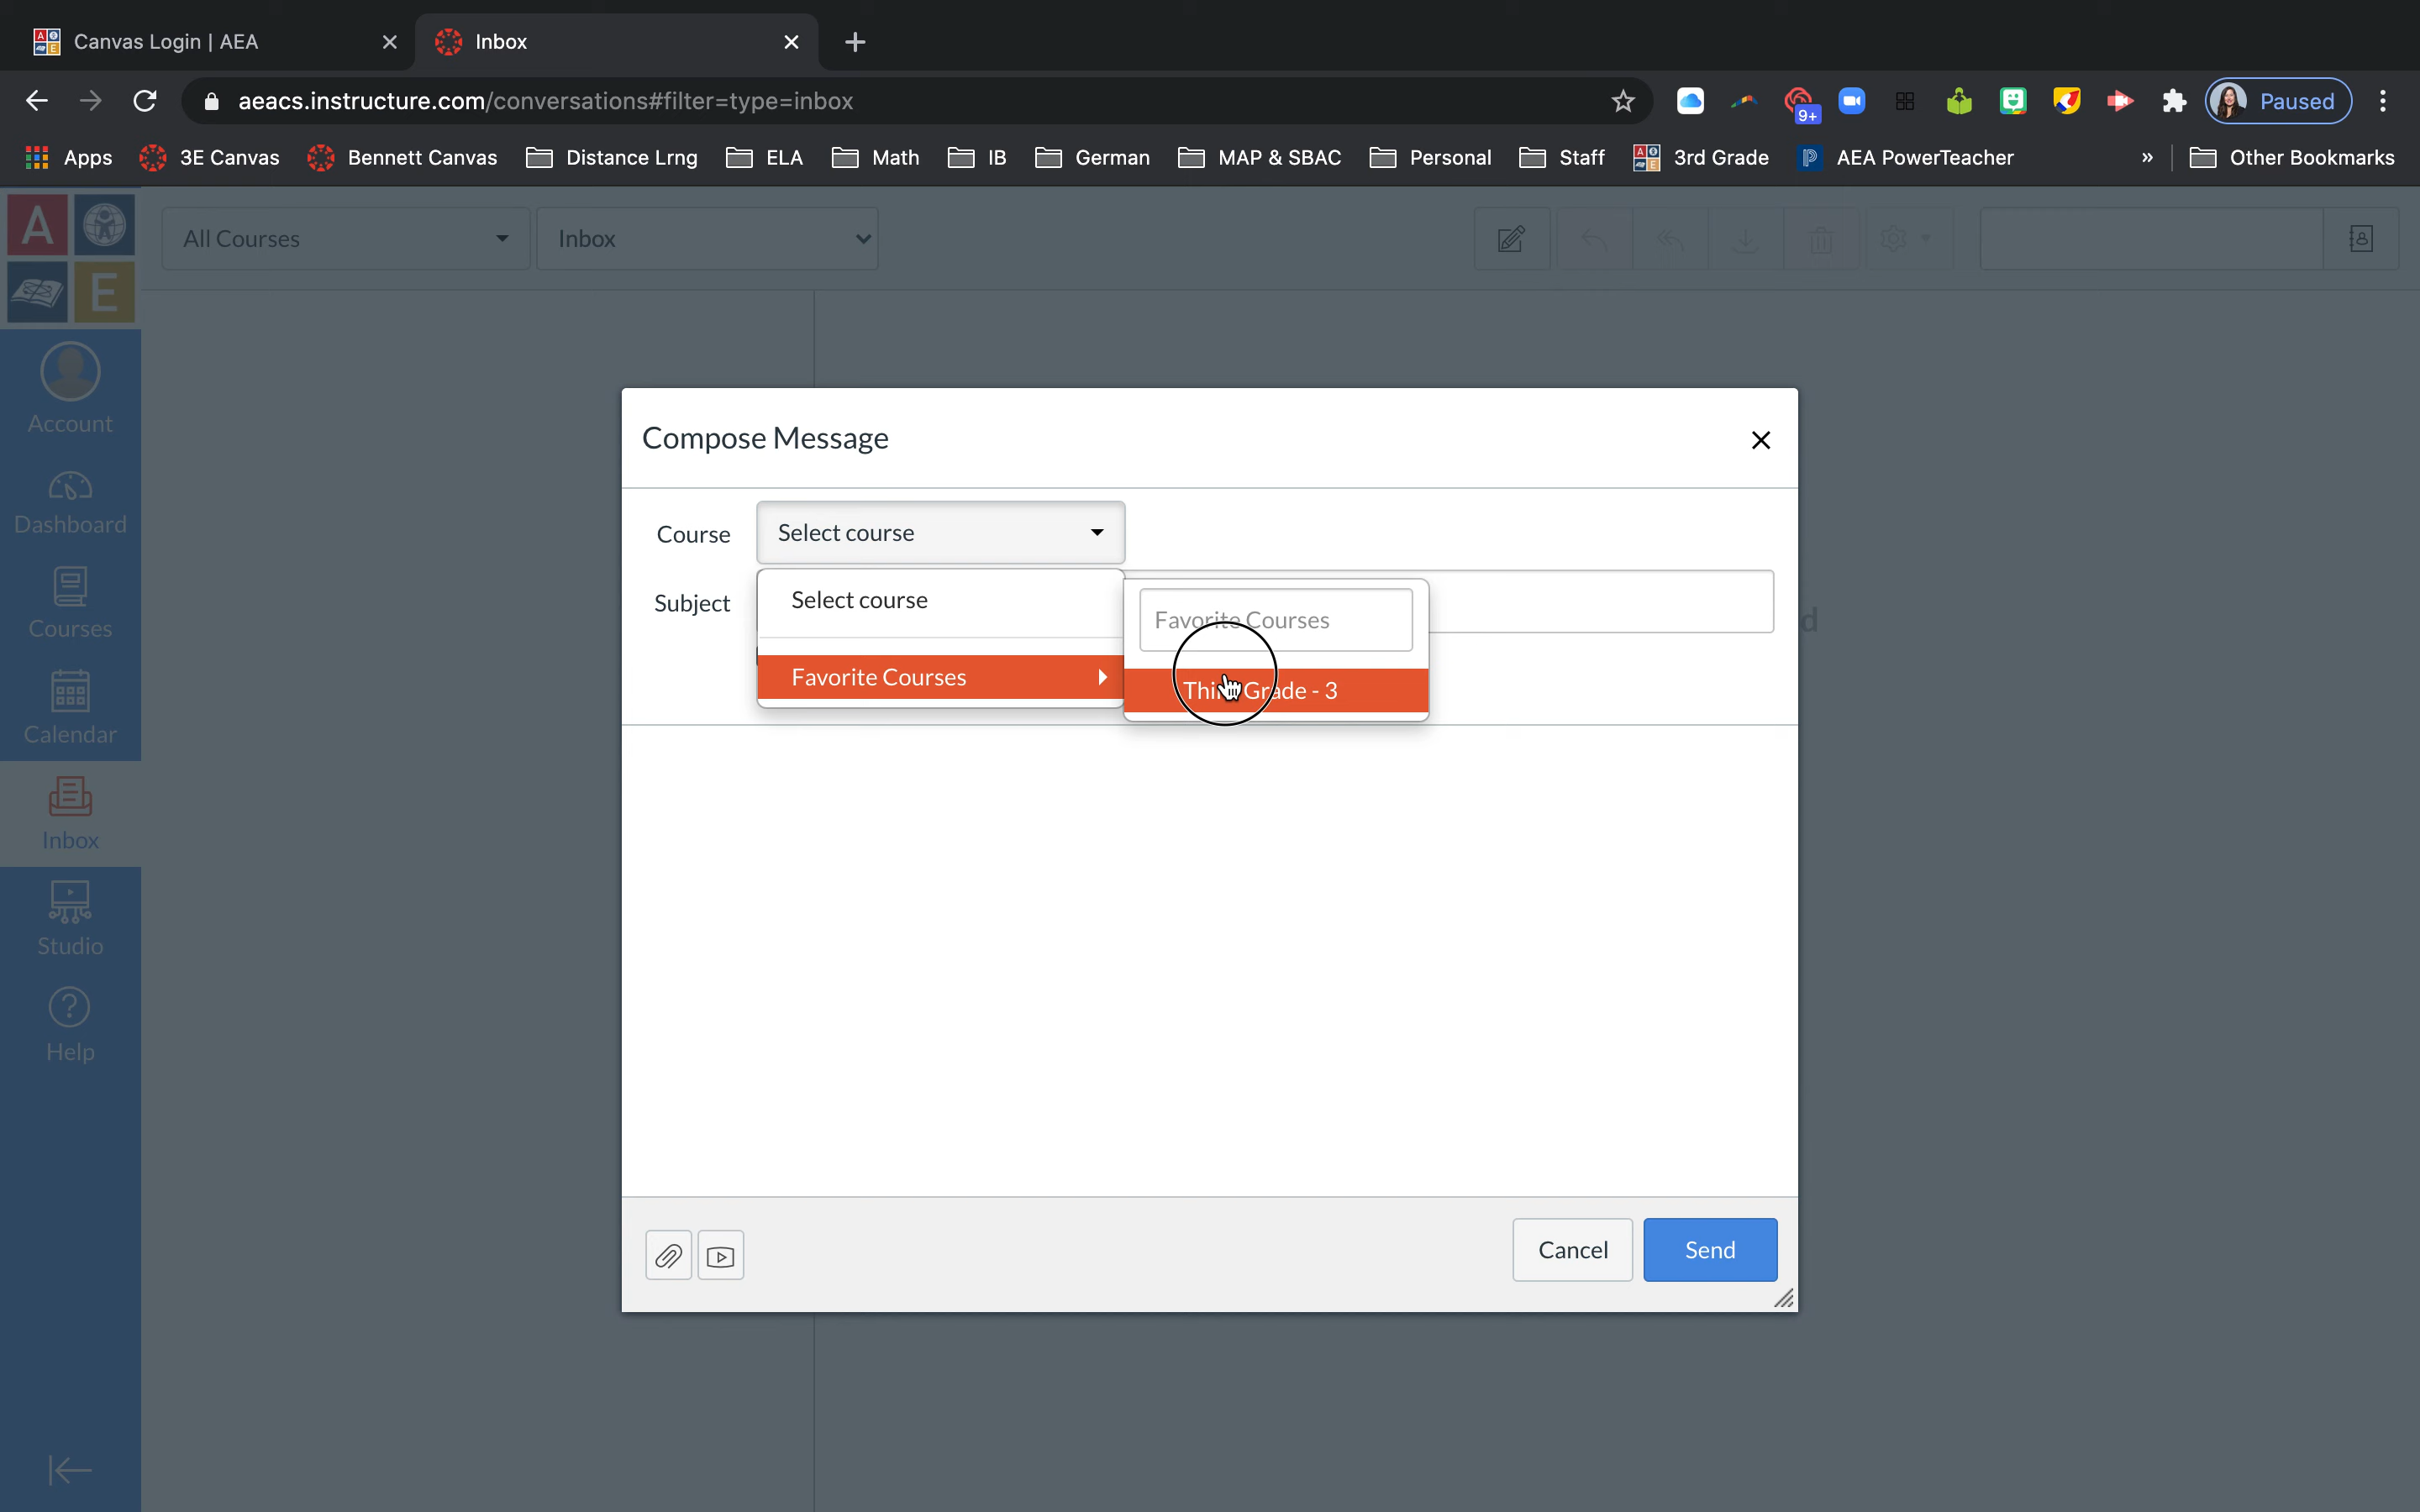 Canvas Login | AEA
Inbox
aeacs.instructure.com/conversations#filter=type=inbox
9+
Paused
Apps
3E Canvas
Bennett Canvas
Distance Lrng
ELA
Math
IB
German
MAP & SBAC
Personal
Staff
3rd Grade
AEA PowerTeacher
»
Other Bookmarks
A
E
All Courses
Inbox
Account
Dashboard
Courses
Calendar
Inbox
Studio
Help
Compose Message
Course
Select course
Subject
Select course
Favorite Courses
Favorite Courses
Third Grade - 3
d
Cancel
Send